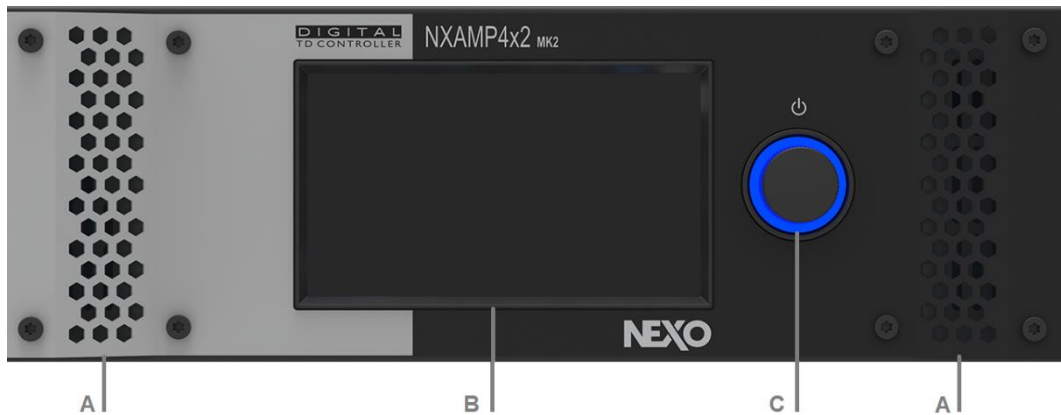 DIGITAL
TD CONTROLLER
NXAMP4x2 MK2
NEXO
A
B
C
A